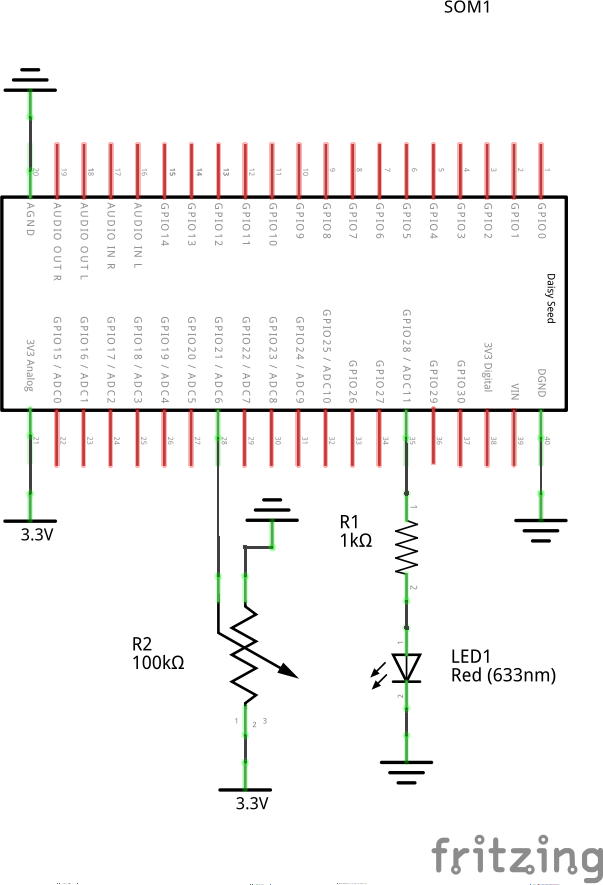 SOM1
20
19
18
17
16
15
14
13
12
11
10
9
8
7
6
5
4
3
2
1
AGND
AUDIO OUT R
AUDIO OUT L
AUDIO IN R
AUDIO IN L
GPIO14
GPIO13
GPIO12
GPIO11
GPIO10
GPIO9
GPIO8
GPIO7
GPIO6
GPIO5
GPIO4
GPIO3
GPIO2
GPIO1
GPIO0
Daisy Seed
3V3 Analog
GPIO15 / ADC0
GPIO16 / ADC1
GPIO17 / ADC2
GPIO18 / ADC3
GPIO19 / ADC4
GPIO20 / ADC5
GPIO21 / ADC6
GPIO22 / ADC7
GPIO23 / ADC8
GPIO24 / ADC9
GPIO25 / ADC10
GPIO26
GPIO27
GPIO28 / ADC11
GPIO29
GPIO30
3V3 Digital
VIN
DGND
21
22
23
24
25
26
27
28
29
30
31
32
33
34
35
36
37
38
39
40
3.3V
R1
1kΩ
1
2
R2
100kΩ
1 2 3
3.3V
LED1
Red (633nm)
1
2
fritzing